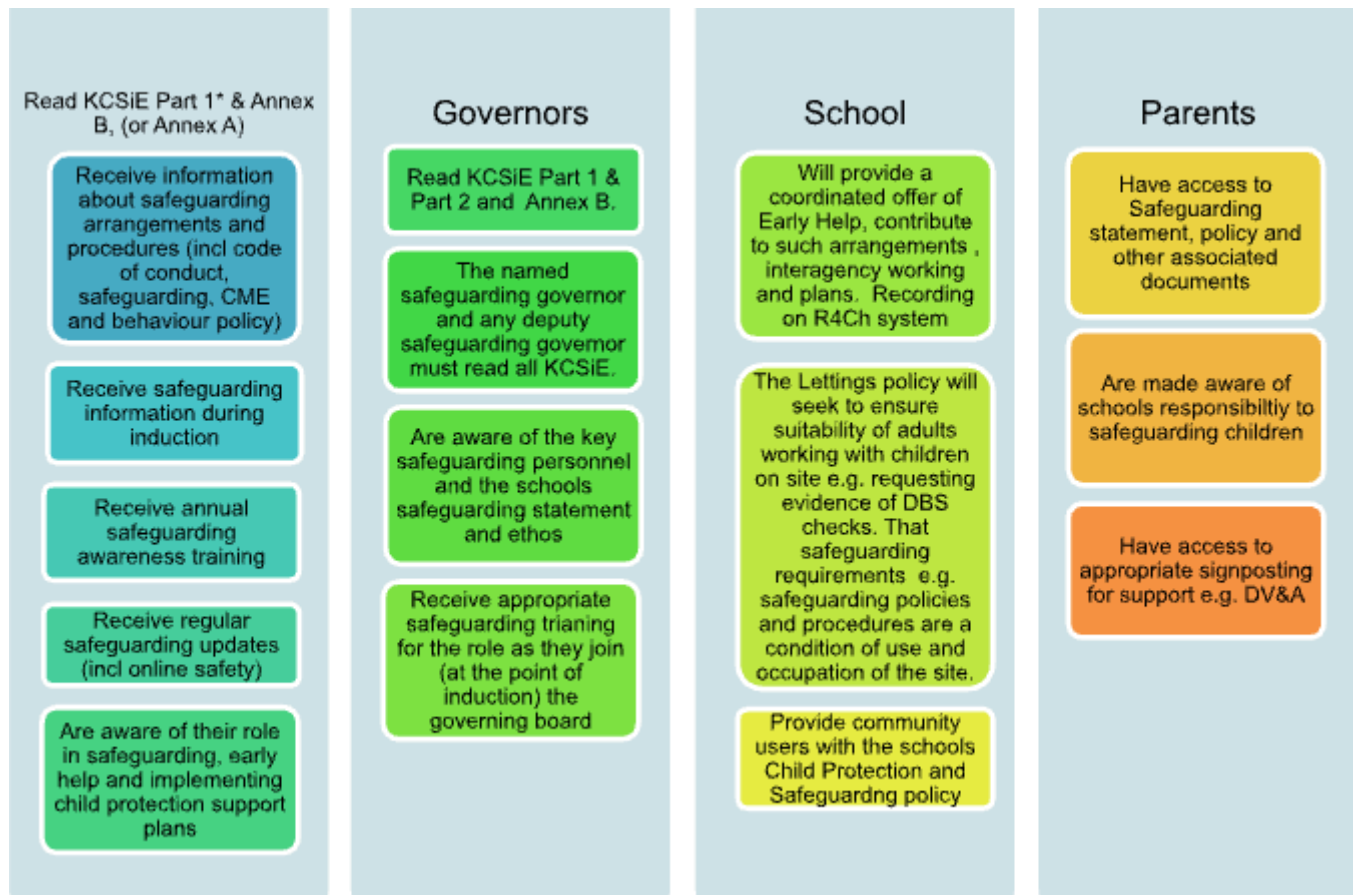 Read KCSiE Part 1* & Annex
B, (or Annex A)
Receive information
about safeguarding
arrangements and
procedures (incl code
of conduct,
safeguarding, CME
and behaviour policy)
Receive safeguarding
information during
induction
Receive annual
safeguarding
awareness training
Receive regular
safeguarding updates
(incl online safety)
Are aware of their role
in safeguarding, early
help and implementing
child protection support
plans
Governors
Read KCSiE Part 1 &
Part 2 and Annex B.
The named
safeguarding governor
and any deputy
safeguarding governor
must read all KCSiE.
Are aware of the key
safeguarding personnel
and the schools
safeguarding statement
and ethos
Receive appropriate
safeguarding trianing
for the role as they join
(at the point of
induction) the
governing board
School
Will provide a
coordinated offer of
Early Help, contribute
to such arrangements ,
interagency working
and plans. Recording
on R4Ch system
The Lettings policy will
seek to ensure
suitability of adults
working with children
on site e.g. requesting
evidence of DBS
checks. That
safeguarding
requirements e.g.
safeguarding policies
and procedures are a
condition of use and
occupation of the site.
Provide community
users with the schools
Child Protection and
Safeguardng policy
Parents
Have access to
Safeguarding
statement, policy and
other associated
documents
Are made aware of
schools responsibiltiy to
safeguarding children
Have access to
appropriate signposting
for support e.g. DV&A